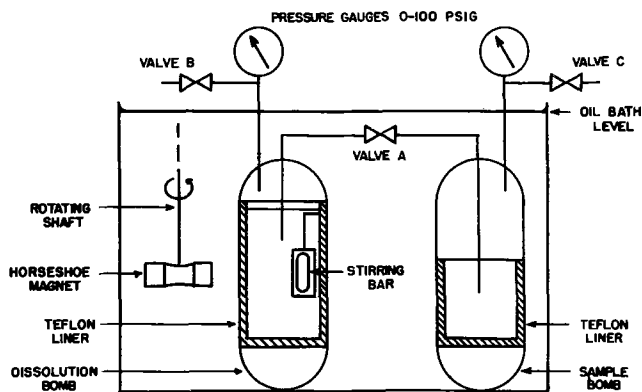 PRESSURE GAUGES 0-100 PSIG
VALVE B
VALVE C
OIL BATH
LEVEL
VALVE A
ROTATING
SHAFT
HORSESHOE
MAGNET
STIRRING
BAR
TEFLON
LINER
TEFLON
LINER
DISSOLUTION
BOMB
SAMPLE
BOMB